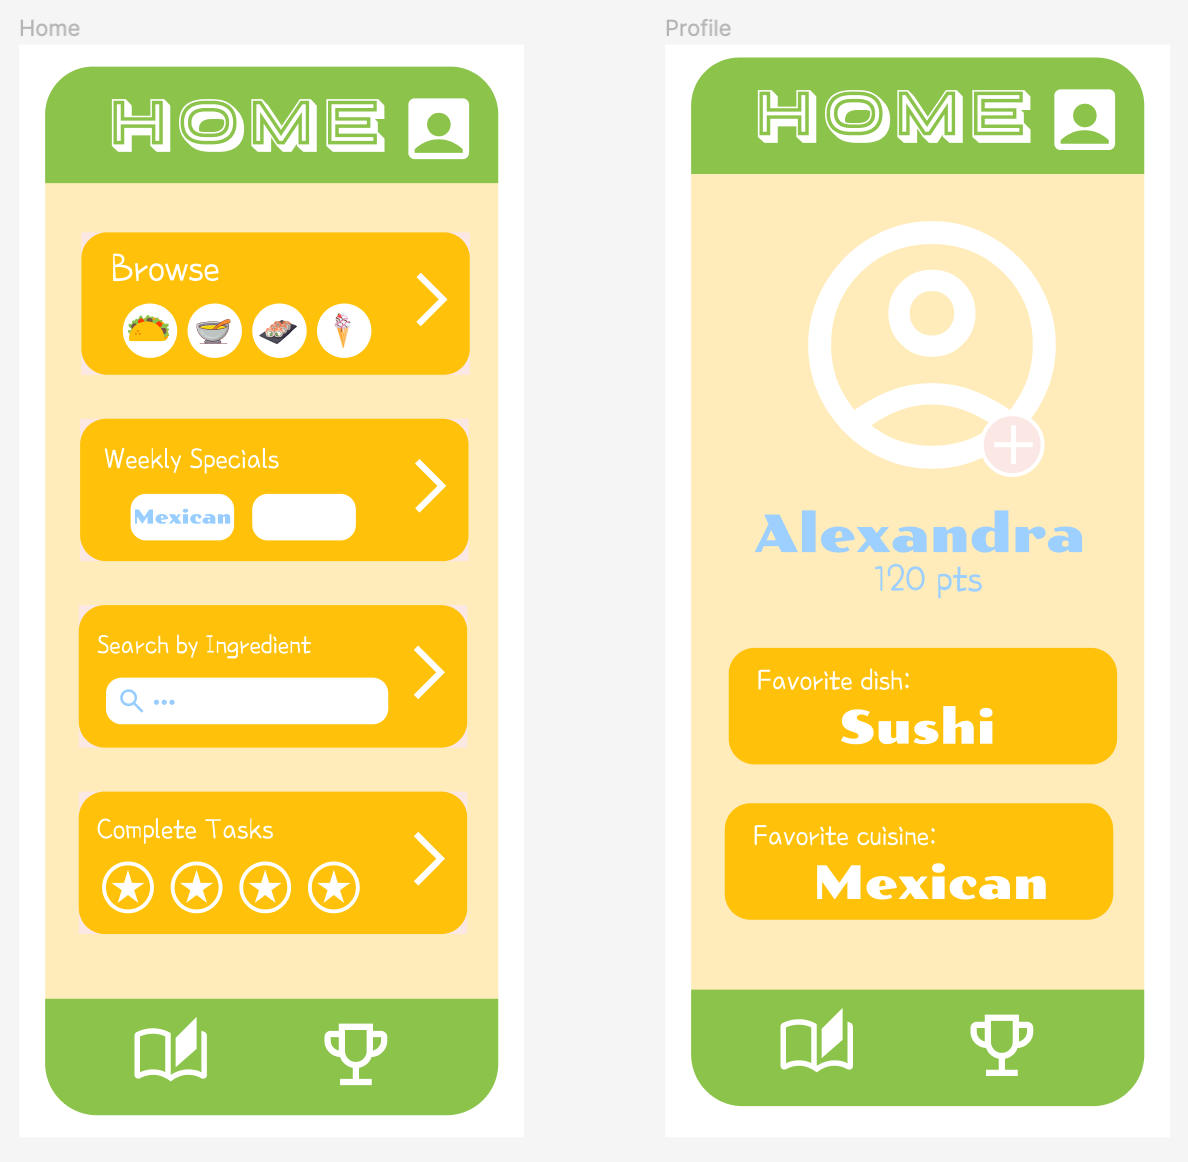 Home
HOME
Browse
Weekly Specials
Mexican
Search by Ingredient
...
Complete Tasks
Profile
HOME
Alexandra
120 pts
Favorite dish:
Sushi
Favorite cuisine:
Mexican